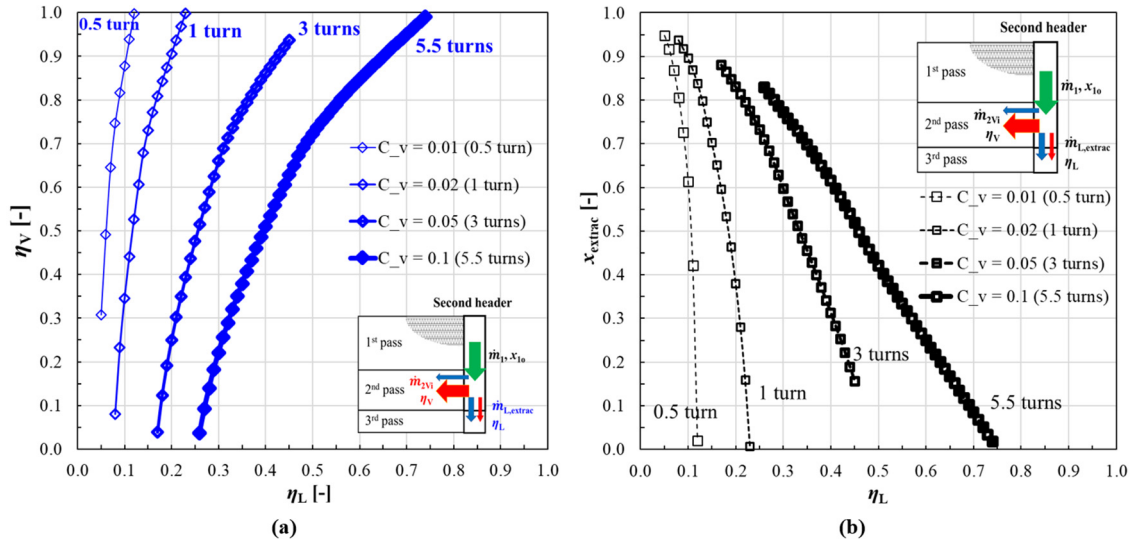 1.0
0.9
0.8
0.7
0.6
0.5
0.4
0.3
0.2
0.1
0.0
η_V [-]
0.5 turn
1 turn
3 turns
5.5 turns
C_v = 0.01 (0.5 turn)
C_v = 0.02 (1 turn)
C_v = 0.05 (3 turns)
C_v = 0.1 (5.5 turns)
Second header
1st pass
ṁ1, x1o
2nd pass
ṁ2Vi
ηV
3rd pass
ṁL,extrac
ηL
0.0 0.1 0.2 0.3 0.4 0.5 0.6 0.7 0.8 0.9 1.0
ηL [-]
(a)
1.0
0.9
0.8
0.7
0.6
0.5
0.4
0.3
0.2
0.1
0.0
xextrac [-]
Second header
1st pass
ṁ1, x1o
2nd pass
ṁ2Vi
ηV
ṁL,extrac
3rd pass
ηL
C_v = 0.01 (0.5 turn)
C_v = 0.02 (1 turn)
C_v = 0.05 (3 turns)
C_v = 0.1 (5.5 turns)
0.5 turn
1 turn
3 turns
5.5 turns
0.0 0.1 0.2 0.3 0.4 0.5 0.6 0.7 0.8 0.9 1.0
ηL
(b)